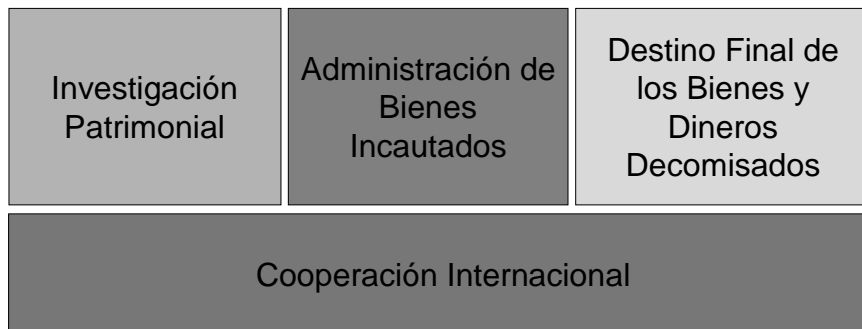 Investigación
Patrimonial
Administración de
Bienes
Incautados
Destino Final de
los Bienes y
Dineros
Decomisados
Cooperación Internacional